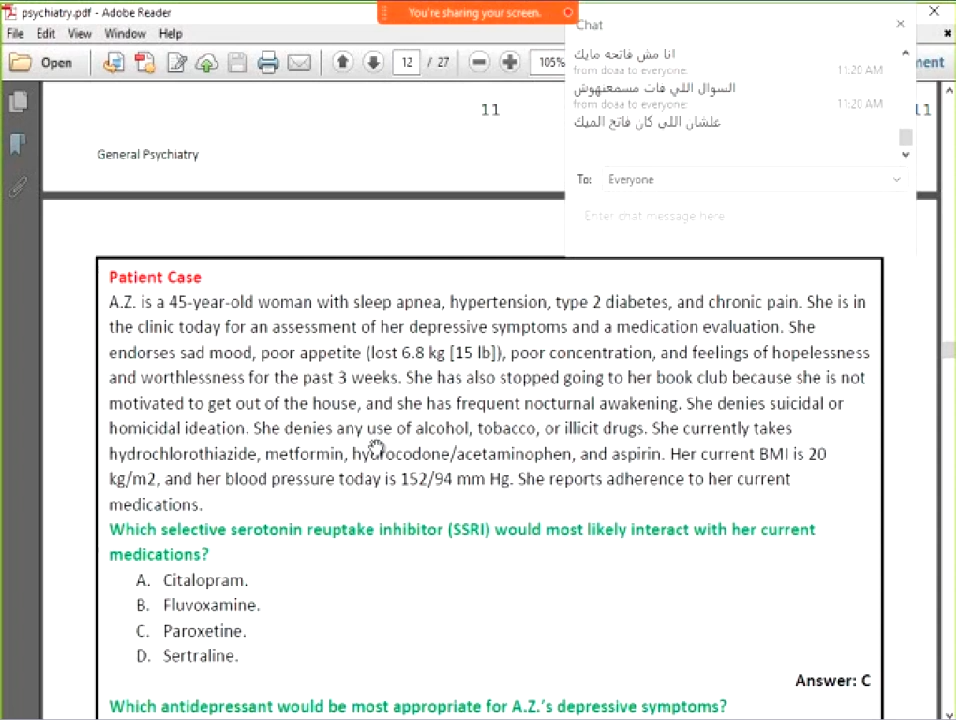 psychiatry.pdf - Adobe Reader
You're sharing your screen.
File Edit View Window Help
Open
12 / 27
105%
Chat
انا مش فاتحه مايك
from doaa to everyone: 11:20 AM
السوال اللي فات مسمعنهوش
from doaa to everyone: 11:20 AM
علشان اللى كان فاتح الميك
To: Everyone
Enter chat message here
11
General Psychiatry
Patient Case
A.Z. is a 45-year-old woman with sleep apnea, hypertension, type 2 diabetes, and chronic pain. She is in
the clinic today for an assessment of her depressive symptoms and a medication evaluation. She
endorses sad mood, poor appetite (lost 6.8 kg [15 lb]), poor concentration, and feelings of hopelessness
and worthlessness for the past 3 weeks. She has also stopped going to her book club because she is not
motivated to get out of the house, and she has frequent nocturnal awakening. She denies suicidal or
homicidal ideation. She denies any use of alcohol, tobacco, or illicit drugs. She currently takes
hydrochlorothiazide, metformin, hydrocodone/acetaminophen, and aspirin. Her current BMI is 20
kg/m2, and her blood pressure today is 152/94 mm Hg. She reports adherence to her current
medications.
Which selective serotonin reuptake inhibitor (SSRI) would most likely interact with her current
medications?
A. Citalopram.
B. Fluvoxamine.
C. Paroxetine.
D. Sertraline.
Answer: C
Which antidepressant would be most appropriate for A.Z.'s depressive symptoms?